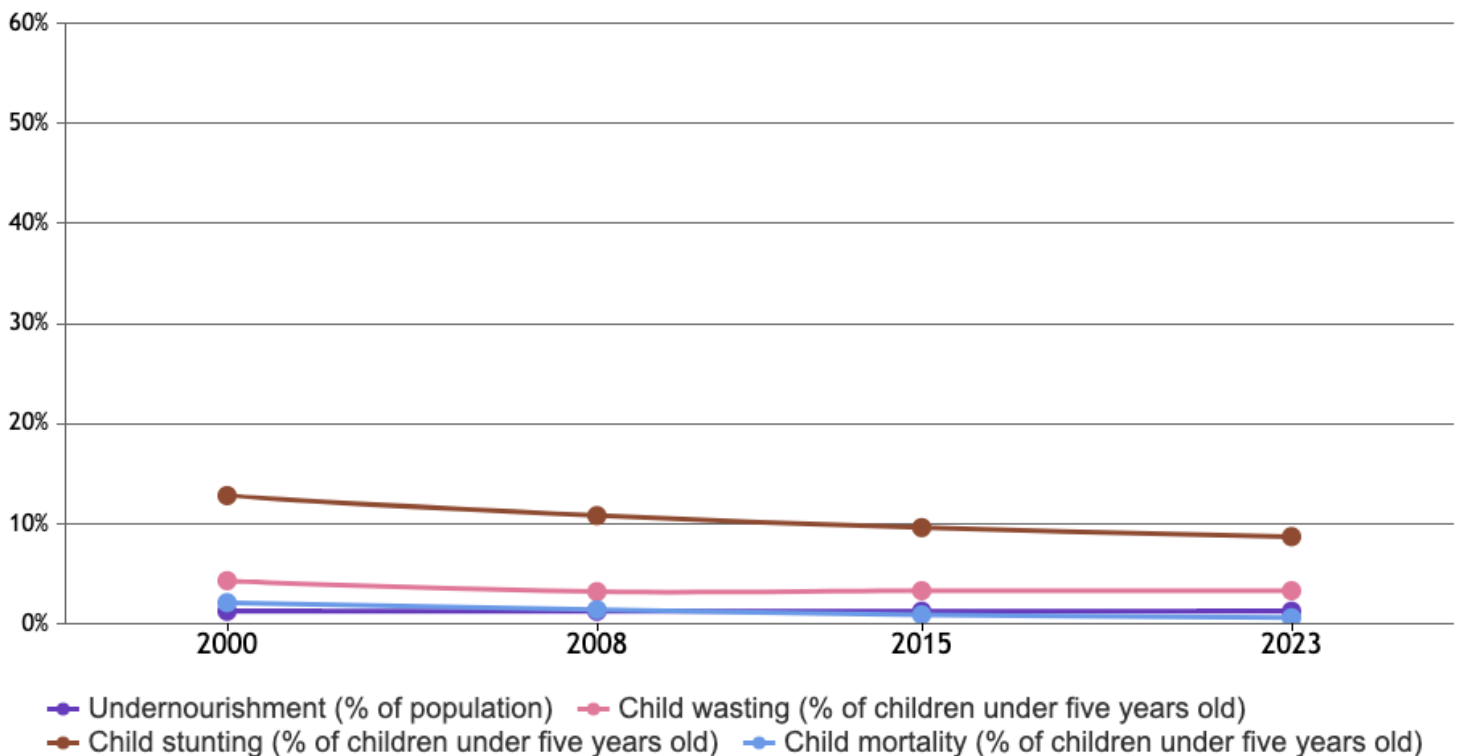 60%
50%
40%
30%
20%
10%
0%
2000 2008 2015 2023
Undernourishment (% of population) Child wasting (% of children under five years old)
Child stunting (% of children under five years old) Child mortality (% of children under five years old)